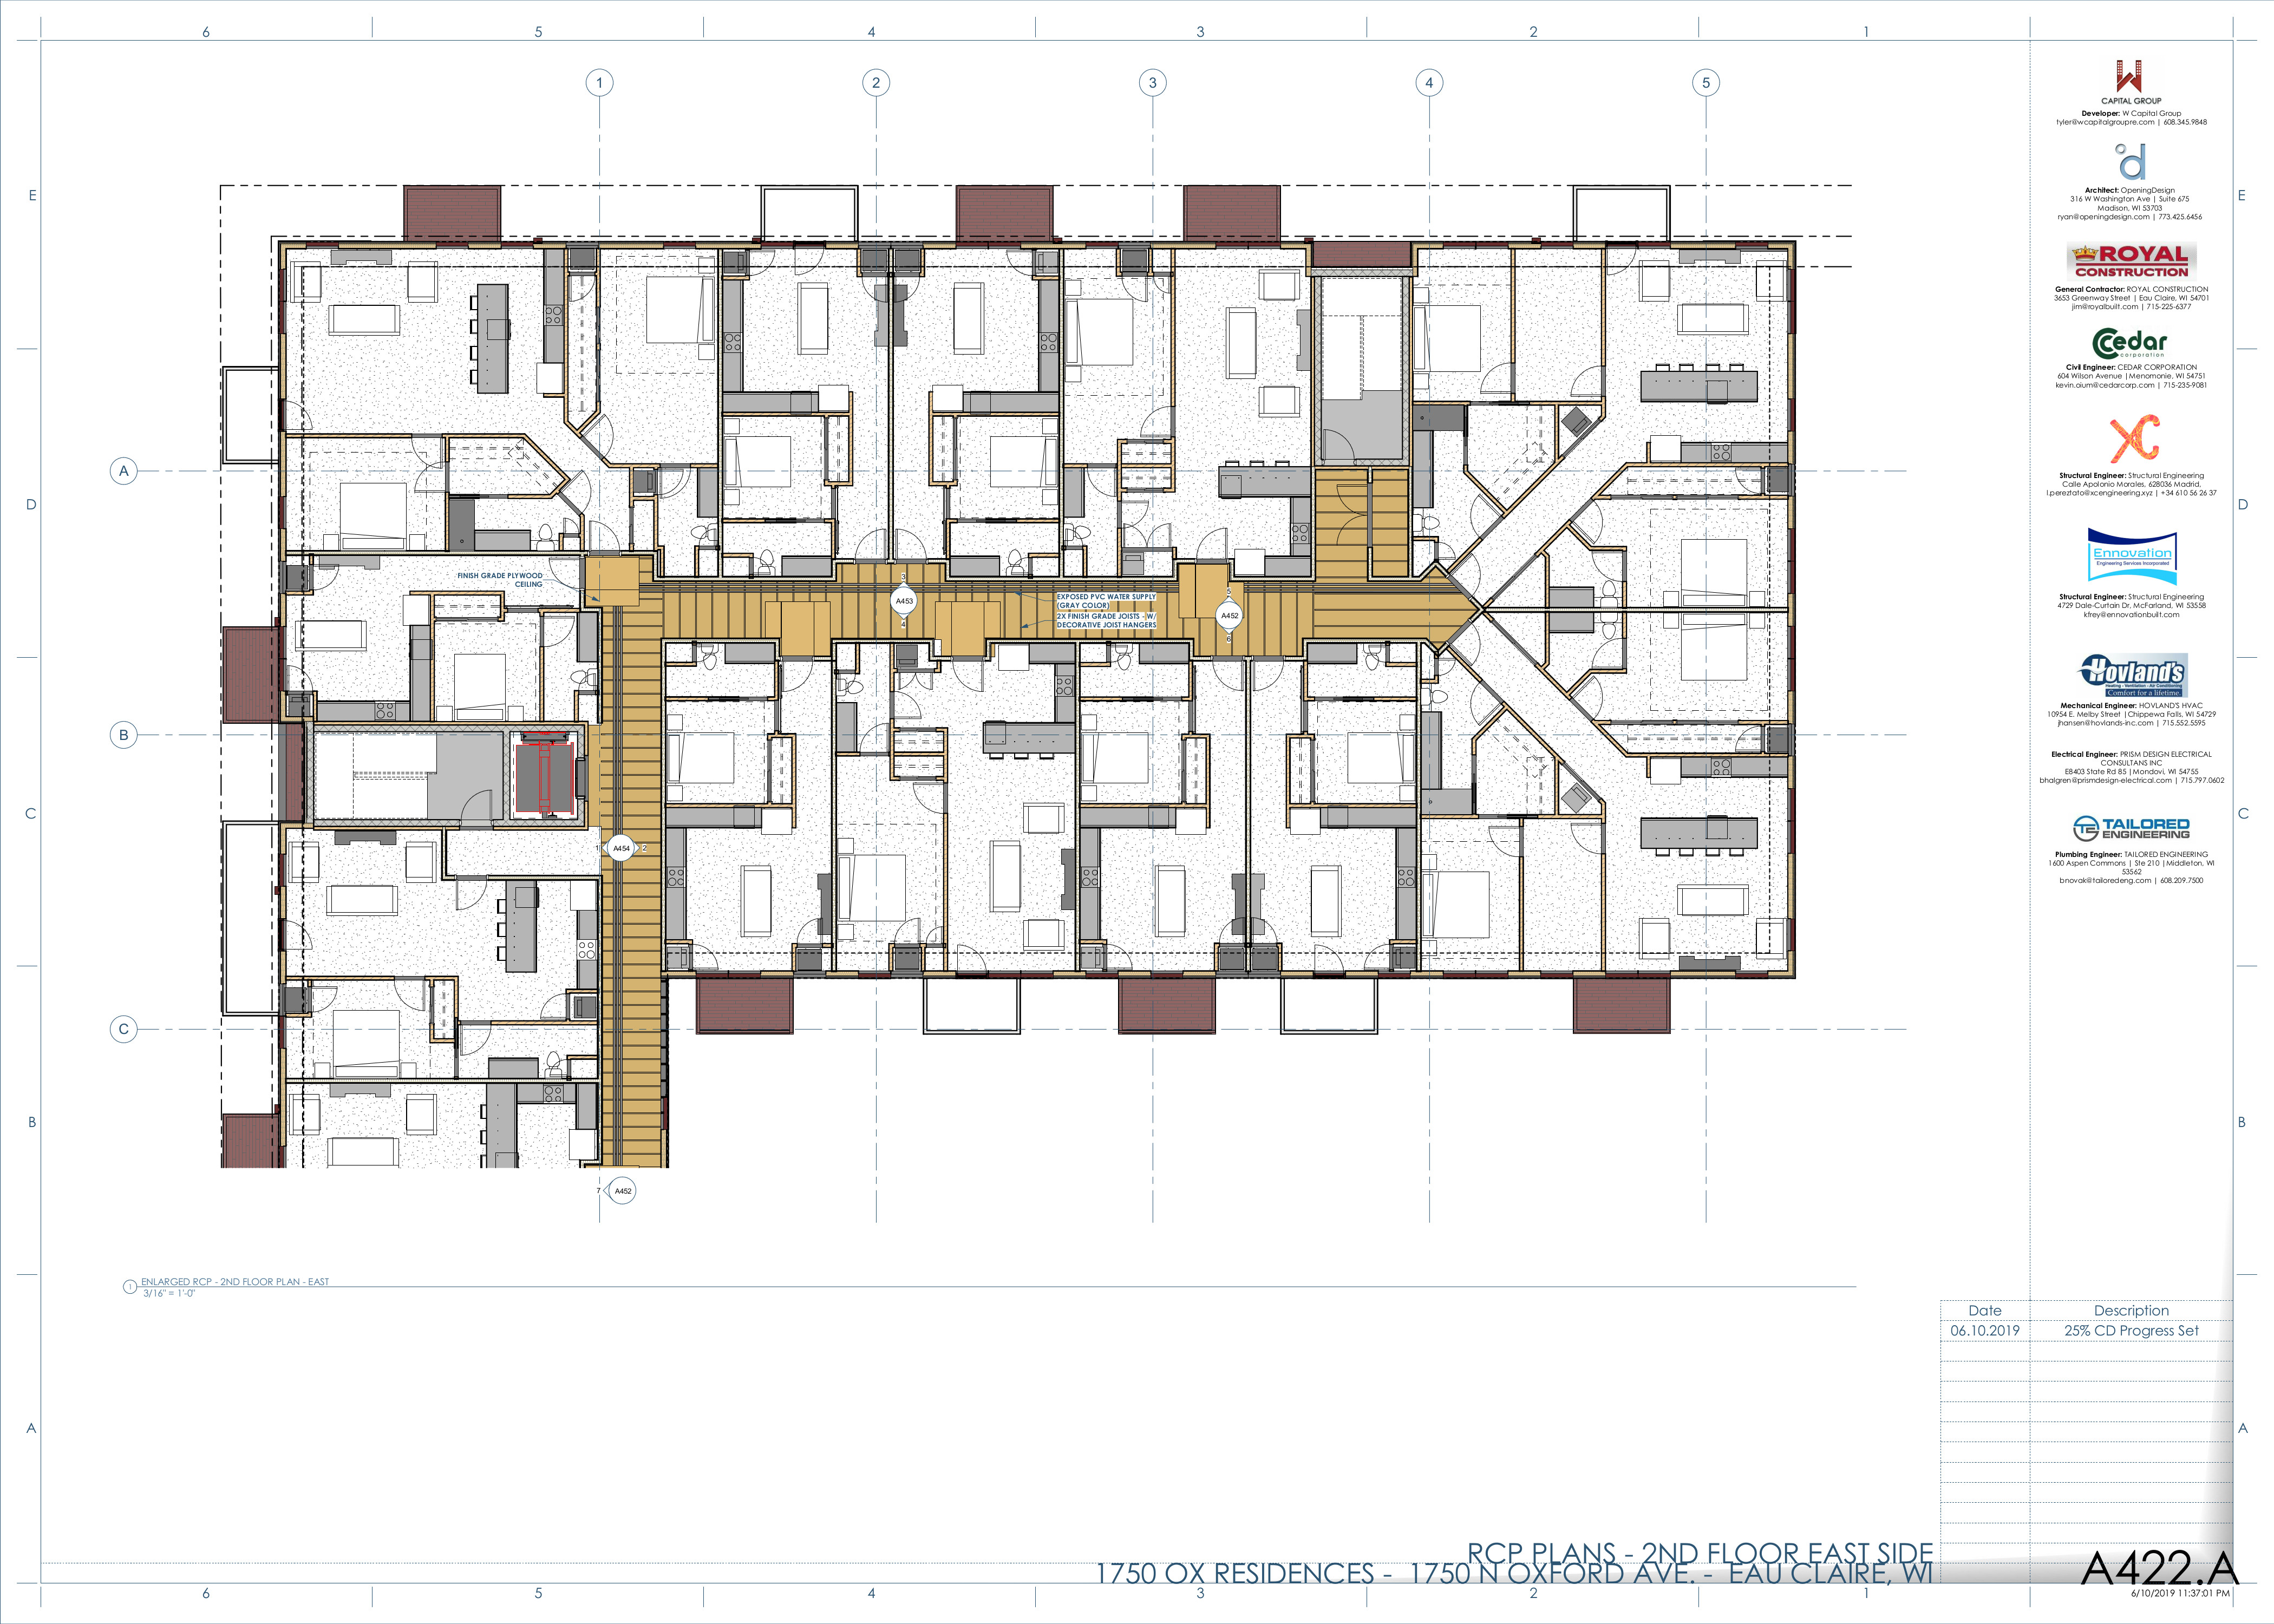 6 5 4 3 2 1
1 2 3 4 5
E
D
C
B
A
A
B
C
FINISH GRADE PLYWOOD
CEILING
3
A453
4
EXPOSED PVC WATER SUPPLY
(GRAY COLOR)
2X FINISH GRADE JOISTS - W/
DECORATIVE JOIST HANGERS
5
A452
6
1 A454 2
7 A452
1 ENLARGED RCP - 2ND FLOOR PLAN - EAST
3/16" = 1'-0"
CAPITAL GROUP
Developer: W Capital Group
tyler@wcapitalgroupre.com | 608.345.9848
d
Architect: OpeningDesign
316 W Washington Ave | Suite 675
Madison, WI 53703
ryan@openingdesign.com | 773.425.6456
ROYAL
CONSTRUCTION
General Contractor: ROYAL CONSTRUCTION
3653 Greenway Street | Eau Claire, WI 54701
jim@royalbuilt.com | 715-225-6377
Cedar
corporation
Civil Engineer: CEDAR CORPORATION
604 Wilson Avenue | Menomonie, WI 54751
kevin.oium@cedarcorp.com | 715-235-9081
XC
Structural Engineer: Structural Engineering
Calle Apolonio Morales, 628036 Madrid,
l.pereztato@xcengineering.xyz | +34 610 56 26 37
Ennovation
Engineering Services Incorporated
Structural Engineer: Structural Engineering
4729 Dale-Curtain Dr, McFarland, WI 53558
kfrey@ennovationbuilt.com
Hovland's
Heating - Ventilation - Air Conditioning
Comfort for a lifetime.
Mechanical Engineer: HOVLAND'S HVAC
10954 E. Melby Street | Chippewa Falls, WI 54729
jhansen@hovlands-inc.com | 715.552.5595
Electrical Engineer: PRISM DESIGN ELECTRICAL
CONSULTANS INC
E8403 State Rd 85 | Mondovi, WI 54755
bhalgren@prismdesign-electrical.com | 715.797.0602
TAILORED
ENGINEERING
Plumbing Engineer: TAILORED ENGINEERING
1600 Aspen Commons | Ste 210 | Middleton, WI
53562
bnovak@tailoredeng.com | 608.209.7500
E
D
C
B
A
Date Description
06.10.2019 25% CD Progress Set
RCP PLANS - 2ND FLOOR EAST SIDE
1750 OX RESIDENCES - 1750 N OXFORD AVE. - EAU CLAIRE, WI
A422.A
6/10/2019 11:37:01 PM
6 5 4 3 2 1